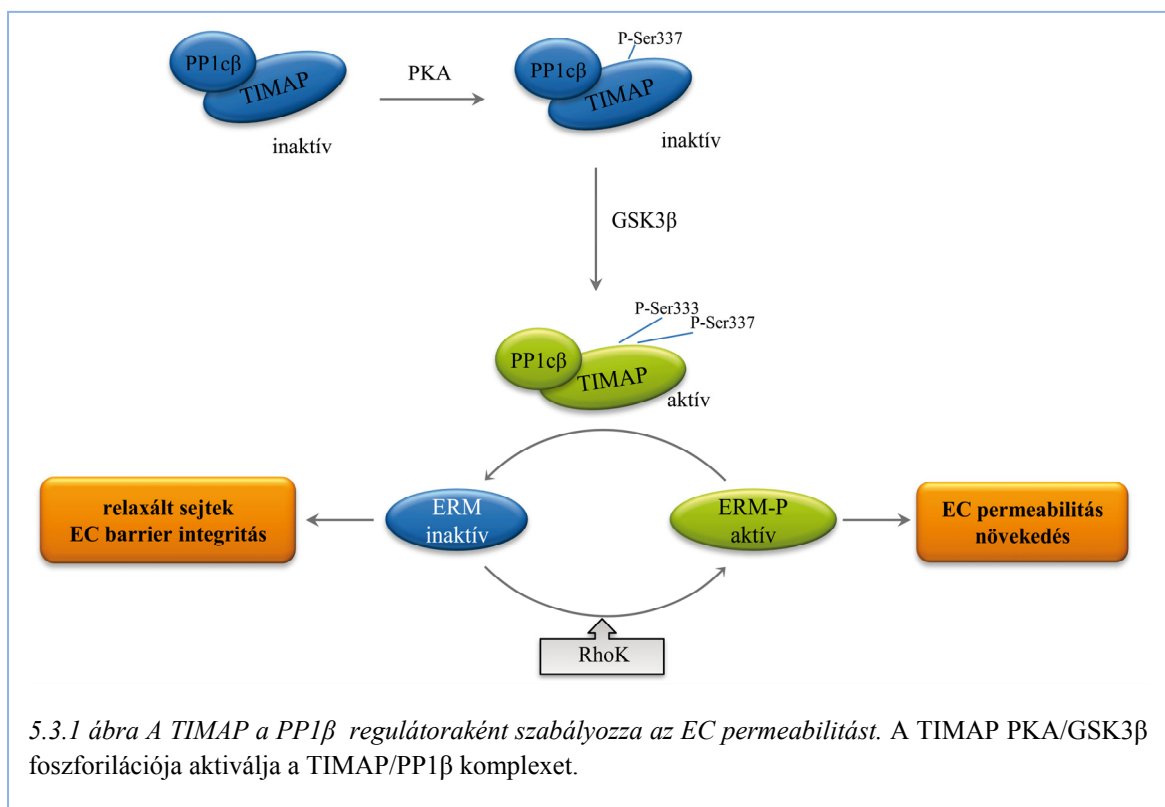 P-Ser337
PP1cβ
TIMAP
PKA
PP1cβ
TIMAP
inaktív
inaktív
GSK3β
P-Ser333
P-Ser337
PP1cβ
TIMAP
aktív
relaxált sejtek
EC barrier integritás
ERM
inaktív
ERM-P
aktív
EC permeabilitás
növekedés
RhoK
5.3.1 ábra A TIMAP a PP1β regulátoraként szabályozza az EC permeabilitást. A TIMAP PKA/GSK3β
foszforilációja aktiválja a TIMAP/PP1β komplexet.